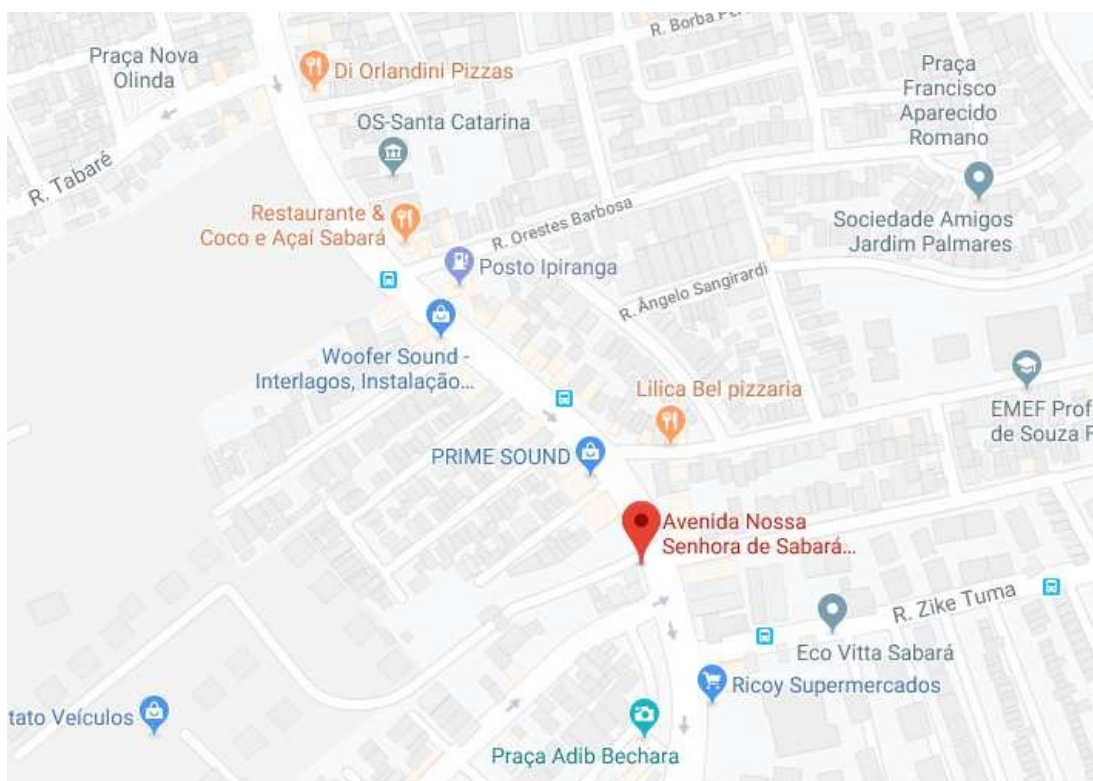 R. Borba
Praça Nova
Olinda
Di Orlandini Pizzas
Praça
Francisco
Aparecido
Romano
OS-Santa Catarina
R. Tabaré
Restaurante &
Coco e Açaí Sabará
R. Orestes Barbosa
Sociedade Amigos
Jardim Palmares
Posto Ipiranga
R. Ângelo Sangirardi
Woofer Sound -
Interlagos, Instalação...
Lilica Bel pizzaria
EMEF Prof
de Souza F
PRIME SOUND
Avenida Nossa
Senhora de Sabará...
R. Zike Tuma
Eco Vitta Sabará
Ricoy Supermercados
tato Veículos
Praça Adib Bechara